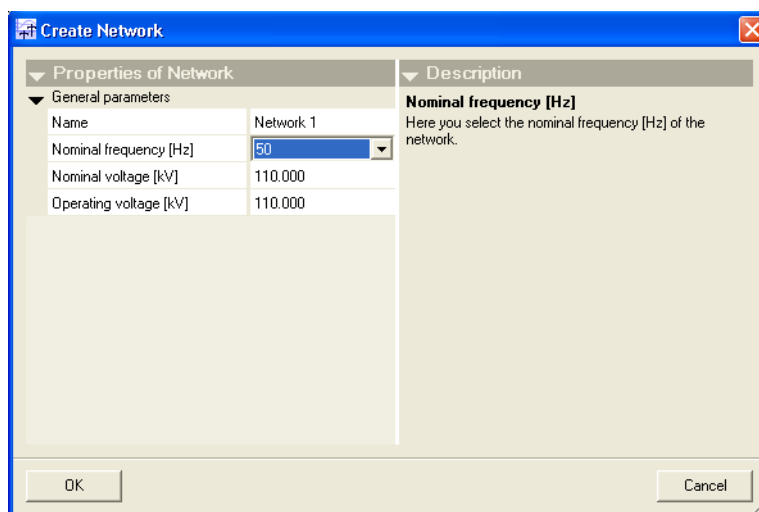 Create Network
Properties of Network
General parameters
Name Network 1
Nominal frequency [Hz] 50
Nominal voltage [kV] 110.000
Operating voltage [kV] 110.000
Description
Nominal frequency [Hz]
Here you select the nominal frequency [Hz] of the
network.
OK
Cancel